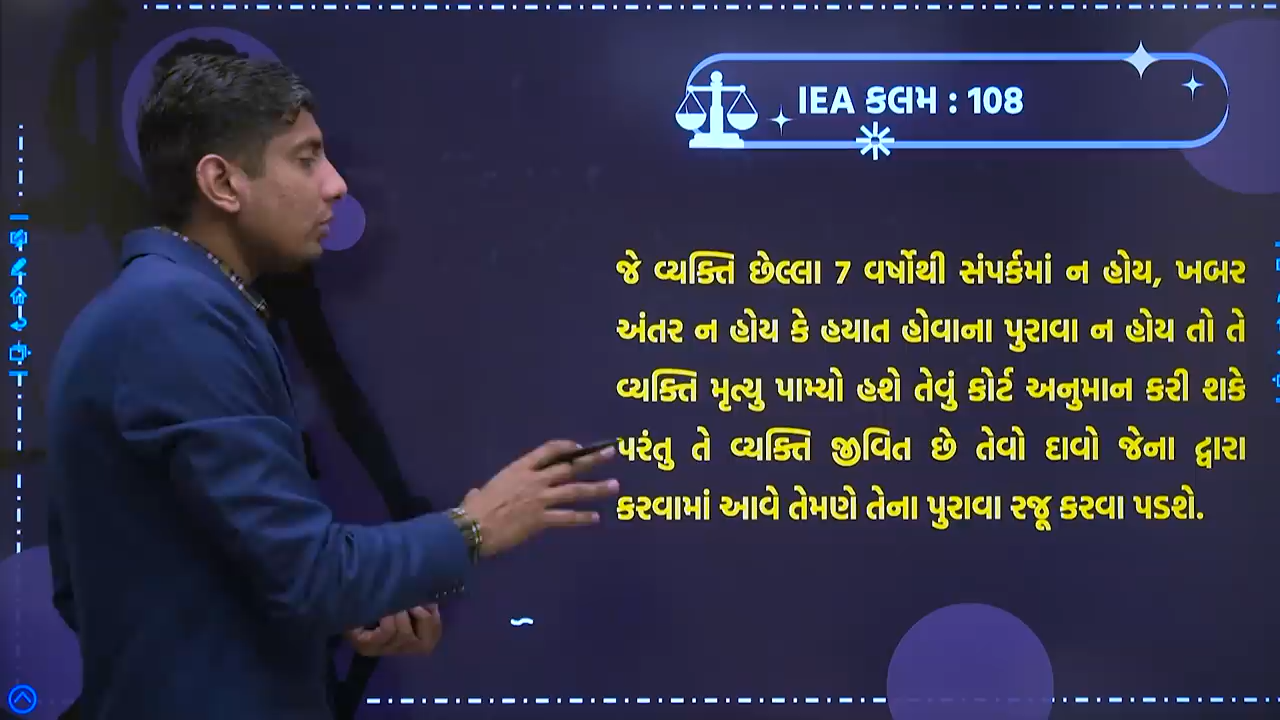 IEA કલમ : 108
જે વ્યક્તિ છેલ્લા 7 વર્ષોથી સંપર્કમાં ન હોય, ખબર
અંતર ન હોય કે હયાત હોવાના પુરાવા ન હોય તો તે
વ્યક્તિ મૃત્યુ પામ્યો હશે તેવું કોર્ટ અનુમાન કરી શકે
પરંતુ તે વ્યક્તિ જીવિત છે તેવો દાવો જેના દ્વારા
કરવામાં આવે તેમણે તેના પુરાવા રજૂ કરવા પડશે.